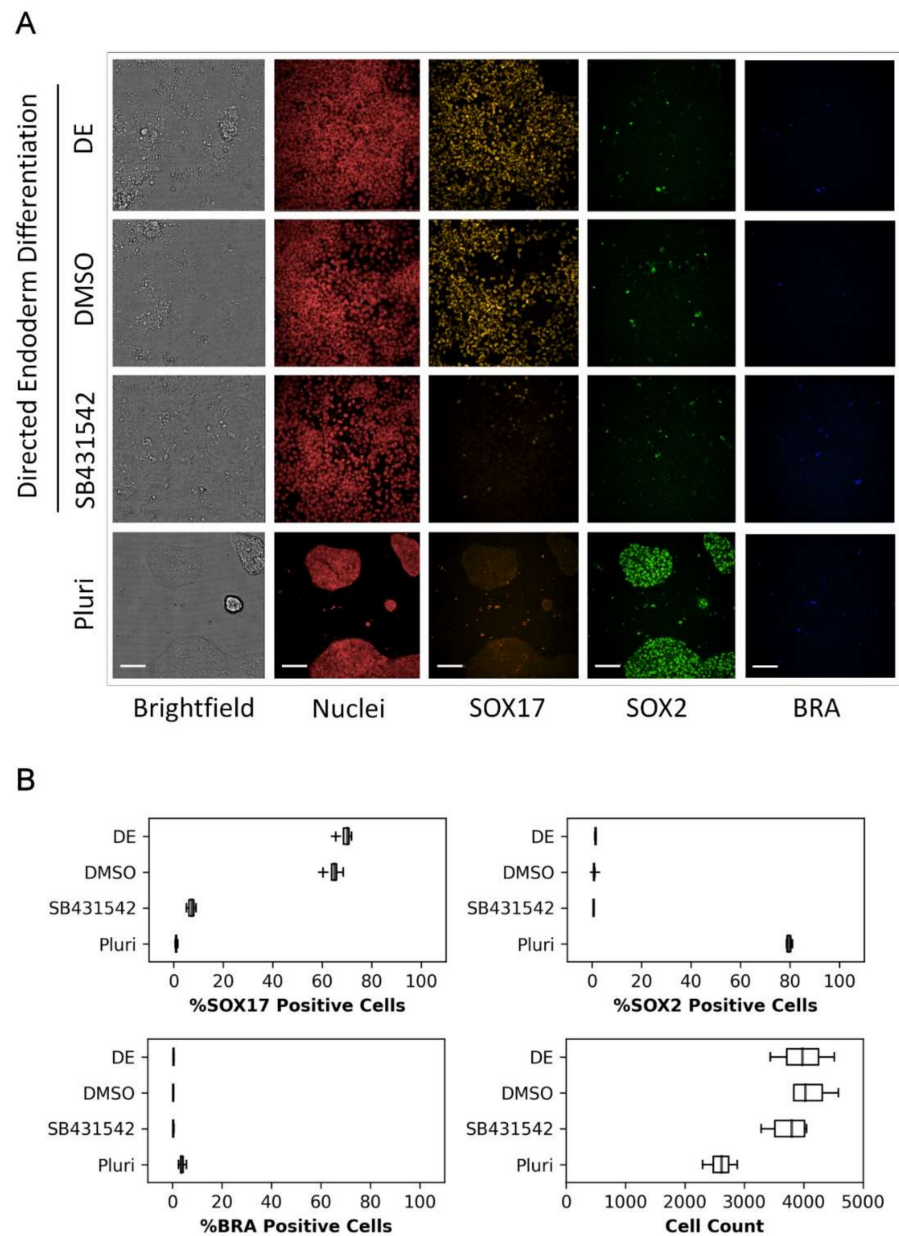 A
Directed Endoderm Differentiation
DE
DMSO
SB431542
Pluri
Brightfield
Nuclei
SOX17
SOX2
BRA
B
DE
DMSO
SB431542
Pluri
0 20 40 60 80 100
%SOX17 Positive Cells
DE
DMSO
SB431542
Pluri
0 20 40 60 80 100
%SOX2 Positive Cells
DE
DMSO
SB431542
Pluri
0 20 40 60 80 100
%BRA Positive Cells
DE
DMSO
SB431542
Pluri
0 1000 2000 3000 4000 5000
Cell Count